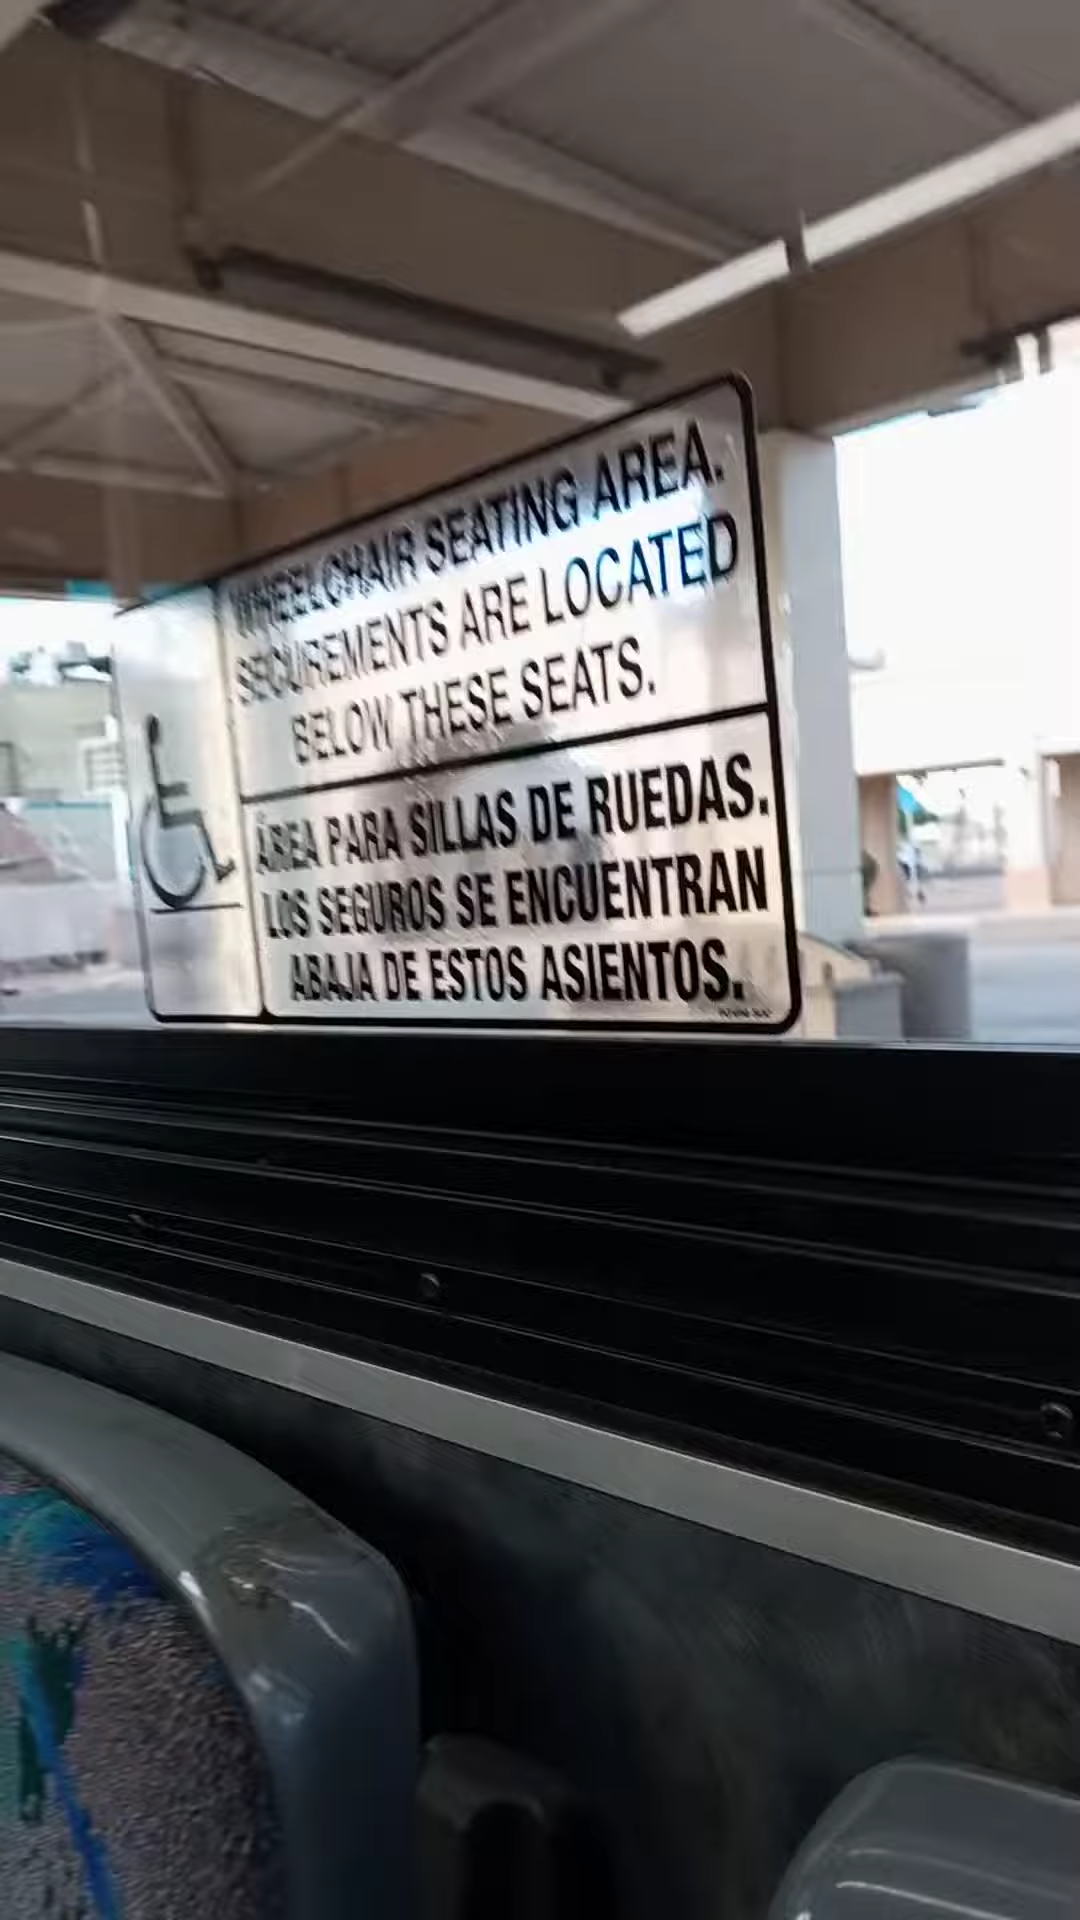 WHEELCHAIR SEATING AREA.
SECUREMENTS ARE LOCATED
BELOW THESE SEATS.
ÁREA PARA SILLAS DE RUEDAS.
LOS SEGUROS SE ENCUENTRAN
ABAJA DE ESTOS ASIENTOS.